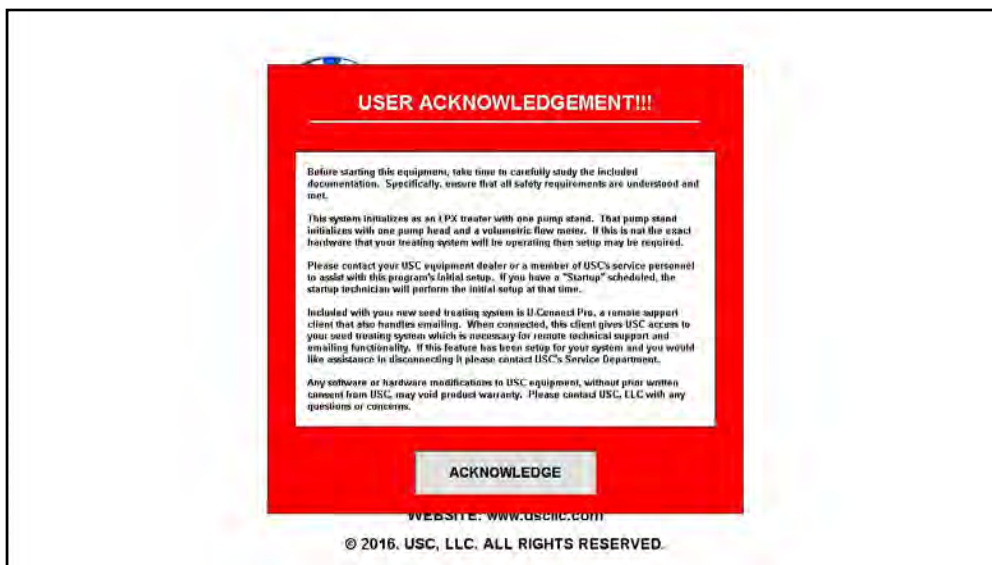 USER ACKNOWLEDGEMENT!!!
Before starting this equipment, take time to carefully study the included
documentation. Specifically, ensure that all safety requirements are understood and
met.
This system initializes as an LPX treater with one pump stand. That pump stand
initializes with one pump head and a volumetric flow meter. If this is not the exact
hardware that your treating system will be operating then setup may be required.
Please contact your USC equipment dealer or a member of USC's service personnel
to assist with this program's initial setup. If you have a "Startup" scheduled, the
startup technician will perform the initial setup at that time.
Included with your new seed treating system is U-Connect Pro, a remote support
client that also handles emailing. When connected, this client gives USC access to
your seed treating system which is necessary for remote technical support and
emailing functionality. If this feature has been setup for your system and you would
like assistance in disconnecting it please contact USC's Service Department.
Any software or hardware modifications to USC equipment, without prior written
consent from USC, may void product warranty. Please contact USC, LLC with any
questions or concerns.
ACKNOWLEDGE
WEBSITE: www.uscllc.com
© 2016. USC, LLC. ALL RIGHTS RESERVED.